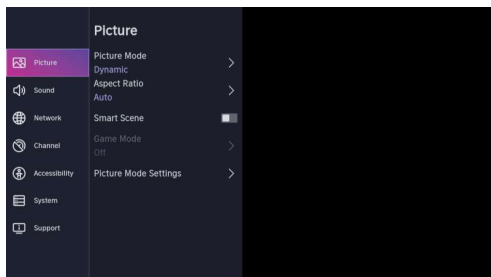 Picture
Picture
Sound
Network
Channel
Accessibility
System
Support
Picture Mode
Dynamic
Aspect Ratio
Auto
Smart Scene
Game Mode
Off
Picture Mode Settings